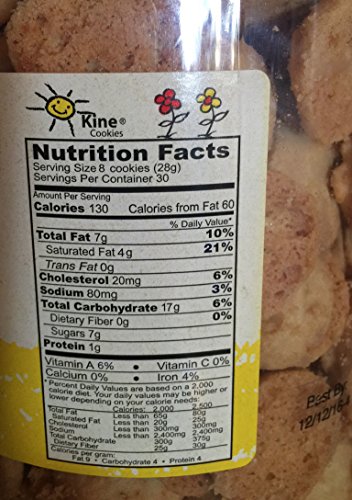 Kine®
Cookies
Nutrition Facts
Serving Size 8 cookies (28g)
Servings Per Container 30
Amount Per Serving
Calories 130 Calories from Fat 60
% Daily Value*
Total Fat 7g 10%
Saturated Fat 4g 21%
Trans Fat 0g
Cholesterol 20mg 6%
Sodium 80mg 3%
Total Carbohydrate 17g 6%
Dietary Fiber 0g 0%
Sugars 7g
Protein 1g
Vitamin A 6% • Vitamin C 0%
Calcium 0% • Iron 4%
*Percent Daily Values are based on a 2,000
calorie diet. Your daily values may be higher or
lower depending on your calorie needs:
Calories: 2,000 2,500
Total Fat Less than 65g 80g
Saturated Fat Less than 20g 25g
Cholesterol Less than 300mg 300mg
Sodium Less than 2,400mg 2,400mg
Total Carbohydrate 300g 375g
Dietary Fiber 25g 30g
Calories per gram:
Fat 9 • Carbohydrate 4 • Protein 4
Best By
12/12/16